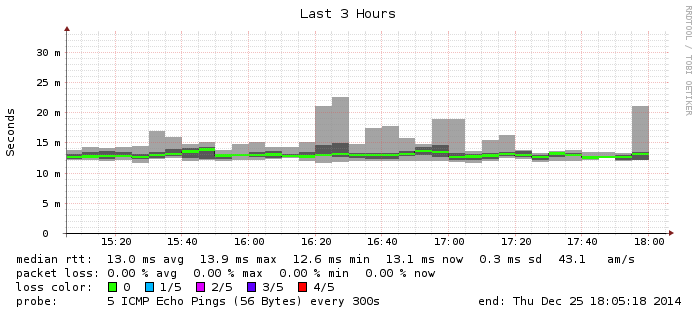 Last 3 Hours
RRDTOOL / TOBI OETIKER
Seconds
30 m
25 m
20 m
15 m
10 m
5 m
0
15:20 15:40 16:00 16:20 16:40 17:00 17:20 17:40 18:00
median rtt: 13.0 ms avg 13.9 ms max 12.6 ms min 13.1 ms now 0.3 ms sd 43.1 am/s
packet loss: 0.00 % avg 0.00 % max 0.00 % min 0.00 % now
loss color: 0 1/5 2/5 3/5 4/5
probe: 5 ICMP Echo Pings (56 Bytes) every 300s end: Thu Dec 25 18:05:18 2014